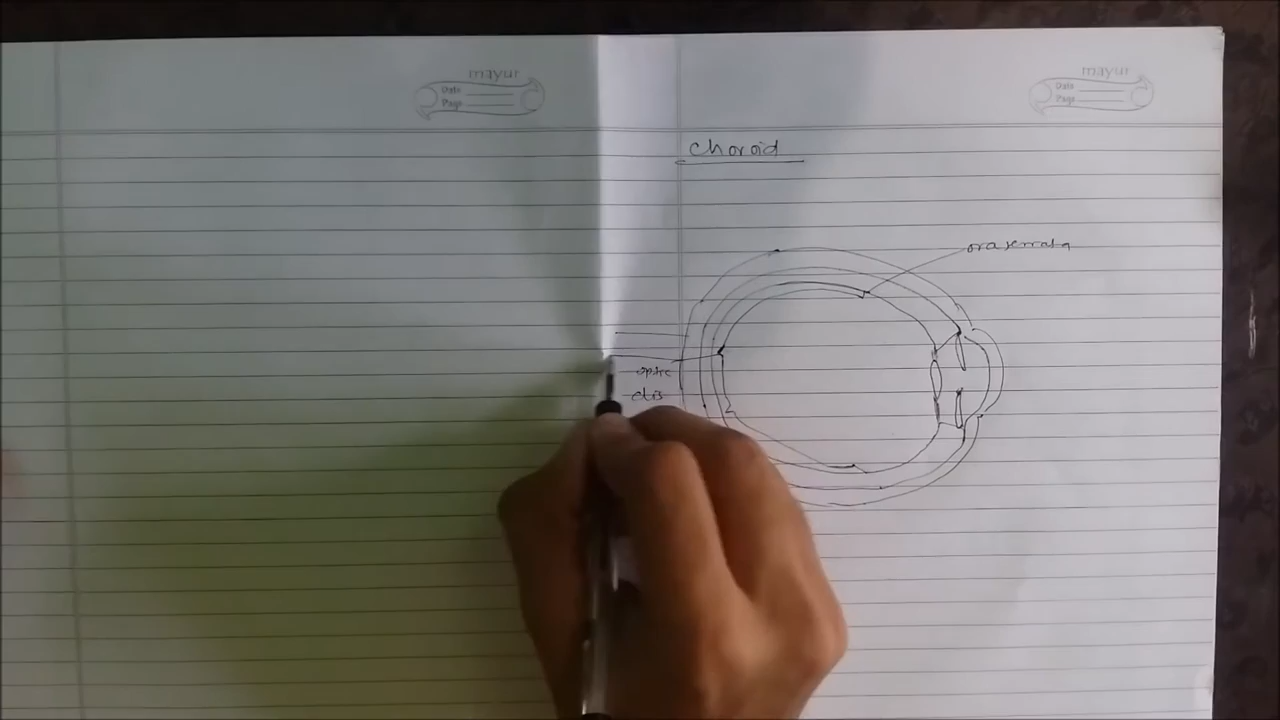 mayur
Date
Page
mayur
Date
Page
Choroid
ora serrata
optic
dis